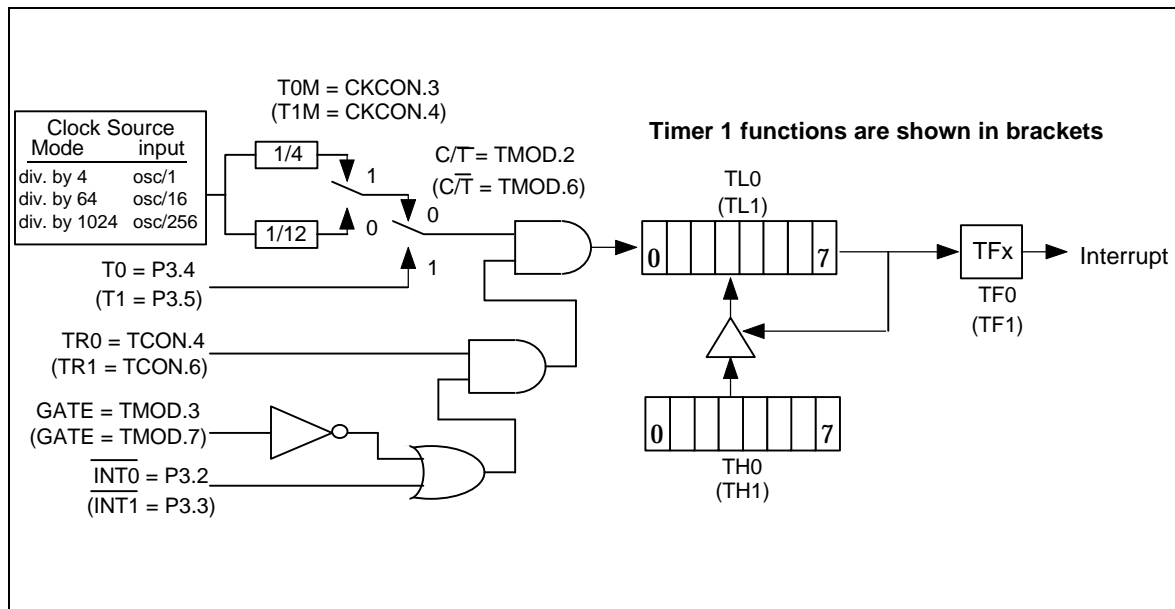 T0M = CKCON.3
(T1M = CKCON.4)
Clock Source
Mode input
div. by 4 osc/1
div. by 64 osc/16
div. by 1024 osc/256
1/4
1/12
1
0
C/T̅ = TMOD.2
(C/T̅ = TMOD.6)
0
1
T0 = P3.4
(T1 = P3.5)
TR0 = TCON.4
(TR1 = TCON.6)
GATE = TMOD.3
(GATE = TMOD.7)
I̅N̅T̅0̅ = P3.2
(I̅N̅T̅1̅ = P3.3)
Timer 1 functions are shown in brackets
TL0
(TL1)
0 7
TFx
Interrupt
TF0
(TF1)
0 7
TH0
(TH1)